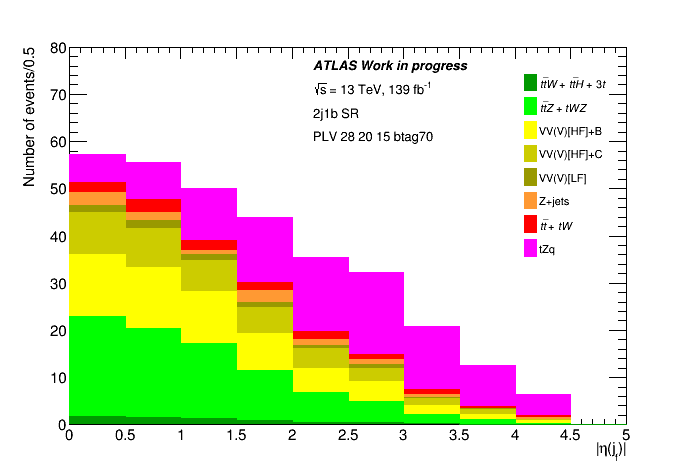 Number of events/0.5
80
70
60
50
40
30
20
10
0
ATLAS Work in progress
√s = 13 TeV, 139 fb⁻¹
2j1b SR
PLV 28 20 15 btag70
tt̄W + tt̄H + 3t
tt̄Z + tWZ
VV(V)[HF]+B
VV(V)[HF]+C
VV(V)[LF]
Z+jets
tt̄ + tW
tZq
0 0.5 1 1.5 2 2.5 3 3.5 4 4.5 5
|η(j_f)|